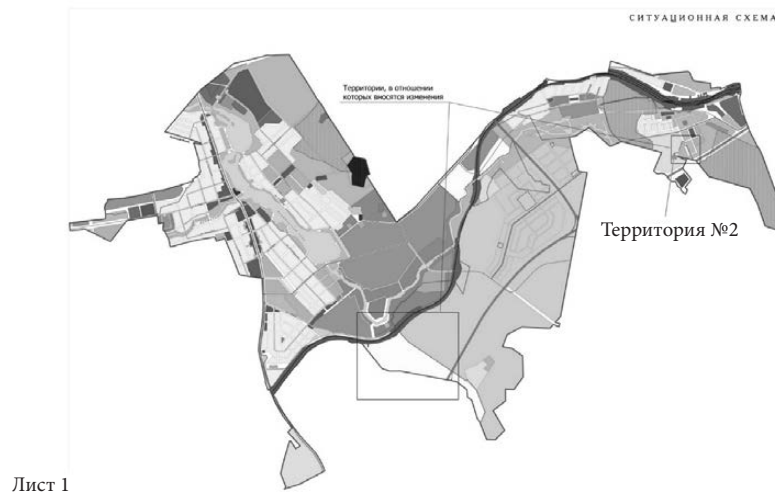 СИТУАЦИОННАЯ СХЕМА
Территории, в отношении
которых вносятся изменения
Территория №2
Лист 1